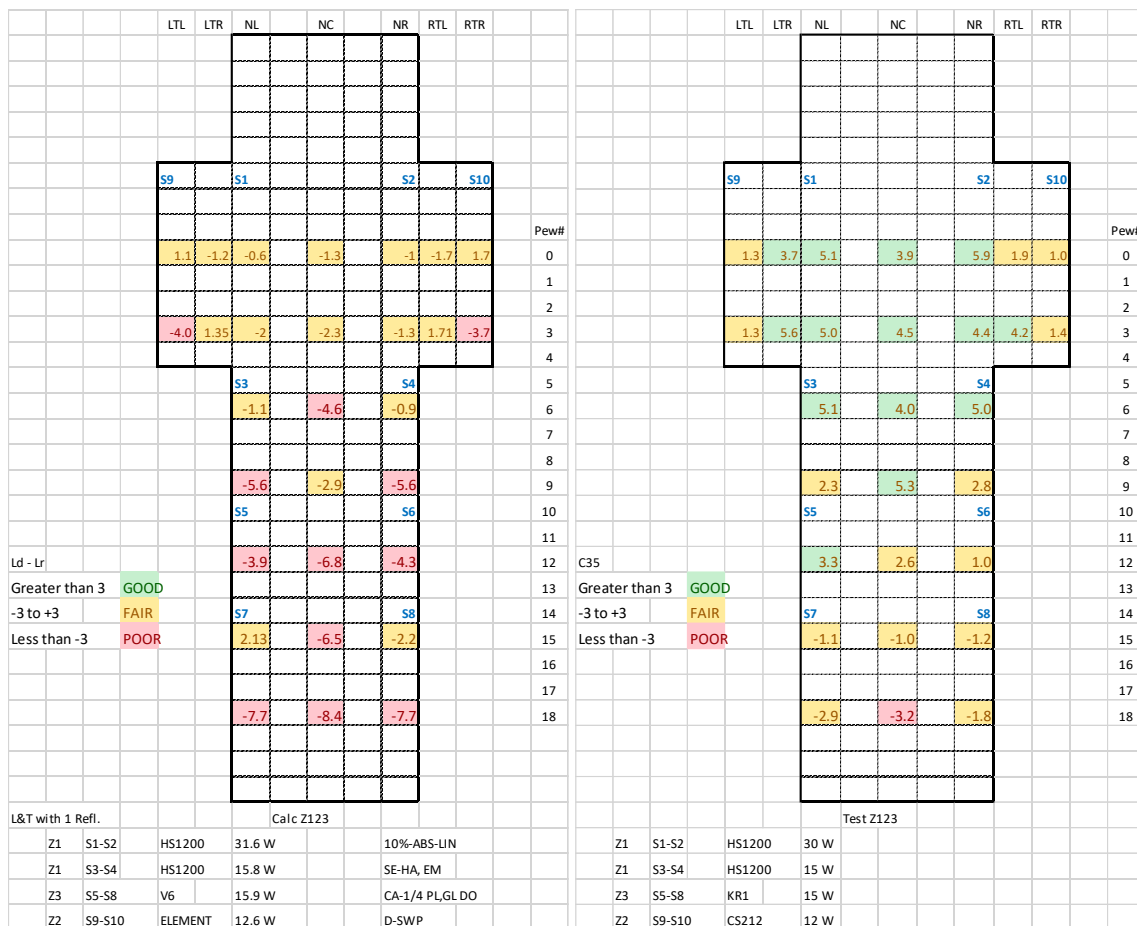 LTL LTR NL NC NR RTL RTR
S9 S1 S2 S10
Pew#
1.1 -1.2 -0.6 -1.3 -1 -1.7 1.7 0
1
2
-4.0 1.35 -2 -2.3 -1.3 1.71 -3.7 3
4
S3 S4 5
-1.1 -4.6 -0.9 6
7
8
-5.6 -2.9 -5.6 9
S5 S6 10
11
Ld - Lr -3.9 -6.8 -4.3 12
Greater than 3 GOOD 13
-3 to +3 FAIR S7 S8 14
Less than -3 POOR 2.13 -6.5 -2.2 15
16
17
-7.7 -8.4 -7.7 18
L&T with 1 Refl. Calc Z123
Z1 S1-S2 HS1200 31.6 W 10%-ABS-LIN
Z1 S3-S4 HS1200 15.8 W SE-HA, EM
Z3 S5-S8 V6 15.9 W CA-1/4 PL,GL DO
Z2 S9-S10 ELEMENT 12.6 W D-SWP
LTL LTR NL NC NR RTL RTR
S9 S1 S2 S10
Pew#
1.3 3.7 5.1 3.9 5.9 1.9 1.0 0
1
2
1.3 5.6 5.0 4.5 4.4 4.2 1.4 3
4
S3 S4 5
5.1 4.0 5.0 6
7
8
2.3 5.3 2.8 9
S5 S6 10
11
C35 3.3 2.6 1.0 12
Greater than 3 GOOD 13
-3 to +3 FAIR S7 S8 14
Less than -3 POOR -1.1 -1.0 -1.2 15
16
17
-2.9 -3.2 -1.8 18
Test Z123
Z1 S1-S2 HS1200 30 W
Z1 S3-S4 HS1200 15 W
Z3 S5-S8 KR1 15 W
Z2 S9-S10 CS212 12 W